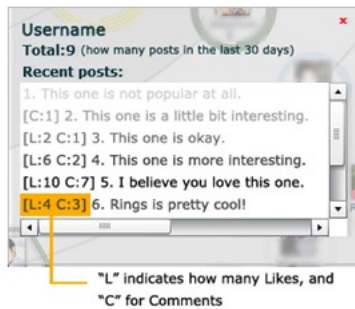 x
Username
Total:9 (how many posts in the last 30 days)
Recent posts:
1. This one is not popular at all.
[C:1] 2. This one is a little bit interesting.
[L:2 C:1] 3. This one is okay.
[L:6 C:2] 4. This one is more interesting.
[L:10 C:7] 5. I believe you love this one.
[L:4 C:3] 6. Rings is pretty cool!
"L" indicates how many Likes, and
"C" for Comments